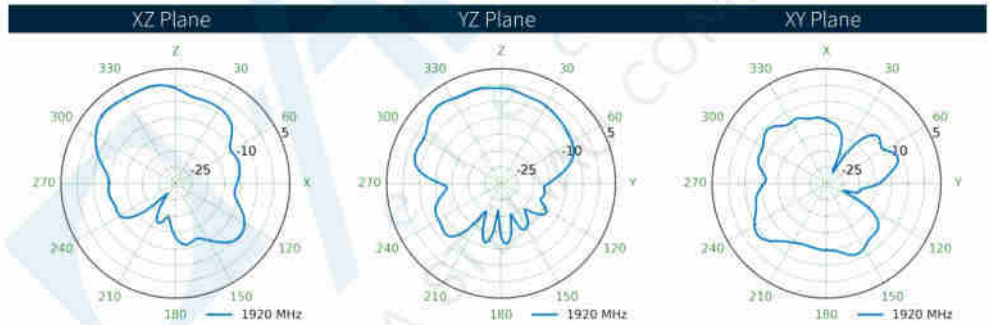 XZ Plane YZ Plane XY Plane
Z Z X
330 30 330 30 330 30
300 60 300 60 300 60
5 5 5
-10 -10 -10
-25 -25 -25
270 X 270 Y 270 Y
240 120 240 120 240 120
210 150 210 150 210 150
180 1920 MHz 180 1920 MHz 180 1920 MHz